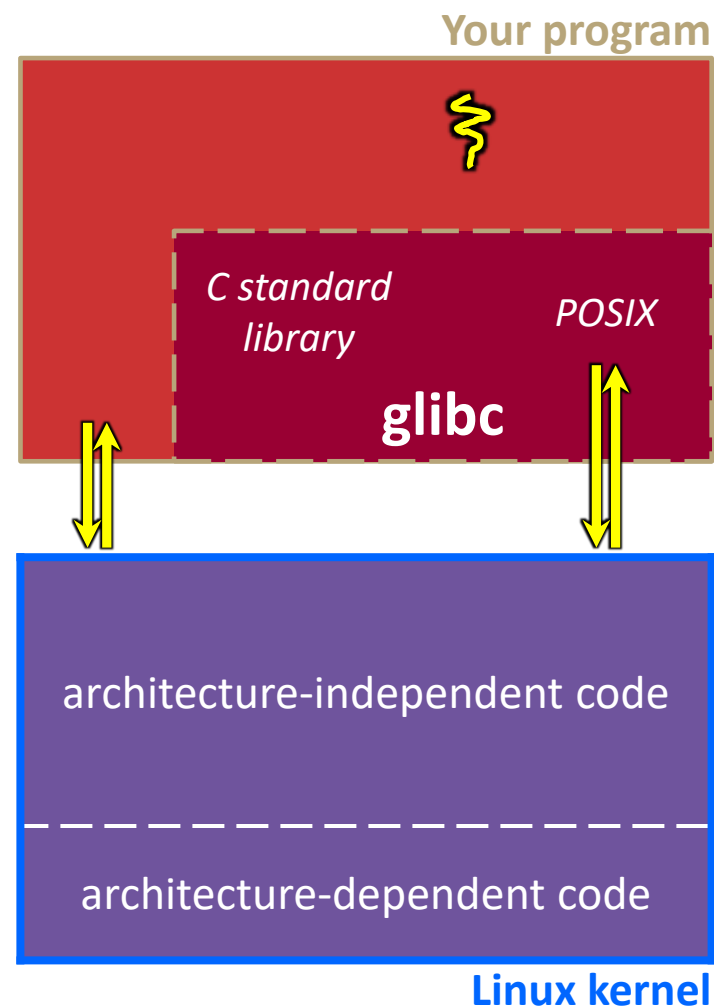 Your program
C standard
library
POSIX
glibc
architecture-independent code
architecture-dependent code
Linux kernel